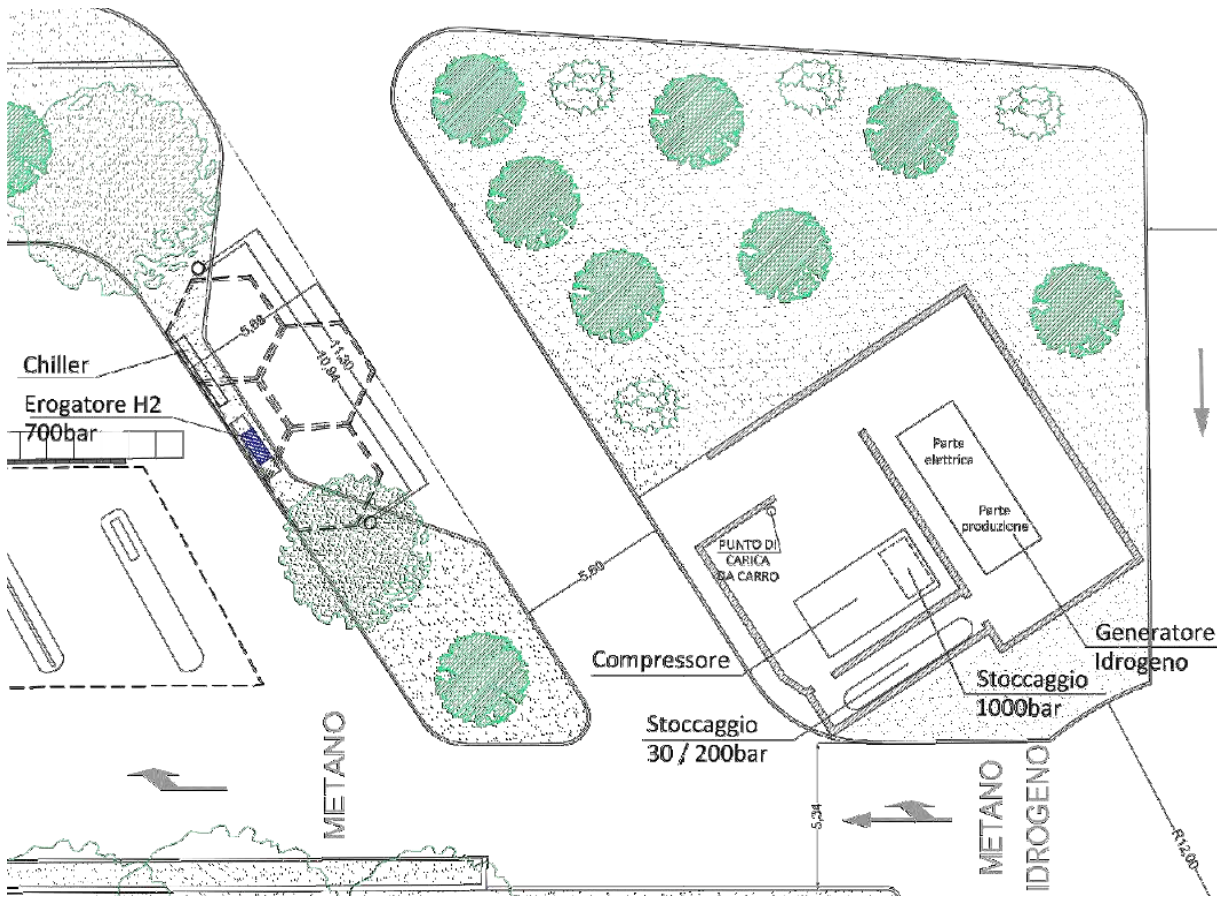 Chiller
Erogatore H2
700bar
5,88
11,30
10,94
Parte
elettrica
Parte
produzione
PUNTO DI
CARICA
DA CARRO
5,60
Compressore
Generatore
Idrogeno
Stoccaggio
1000bar
Stoccaggio
30 / 200bar
METANO
5,34
METANO
IDROGENO
R12,00